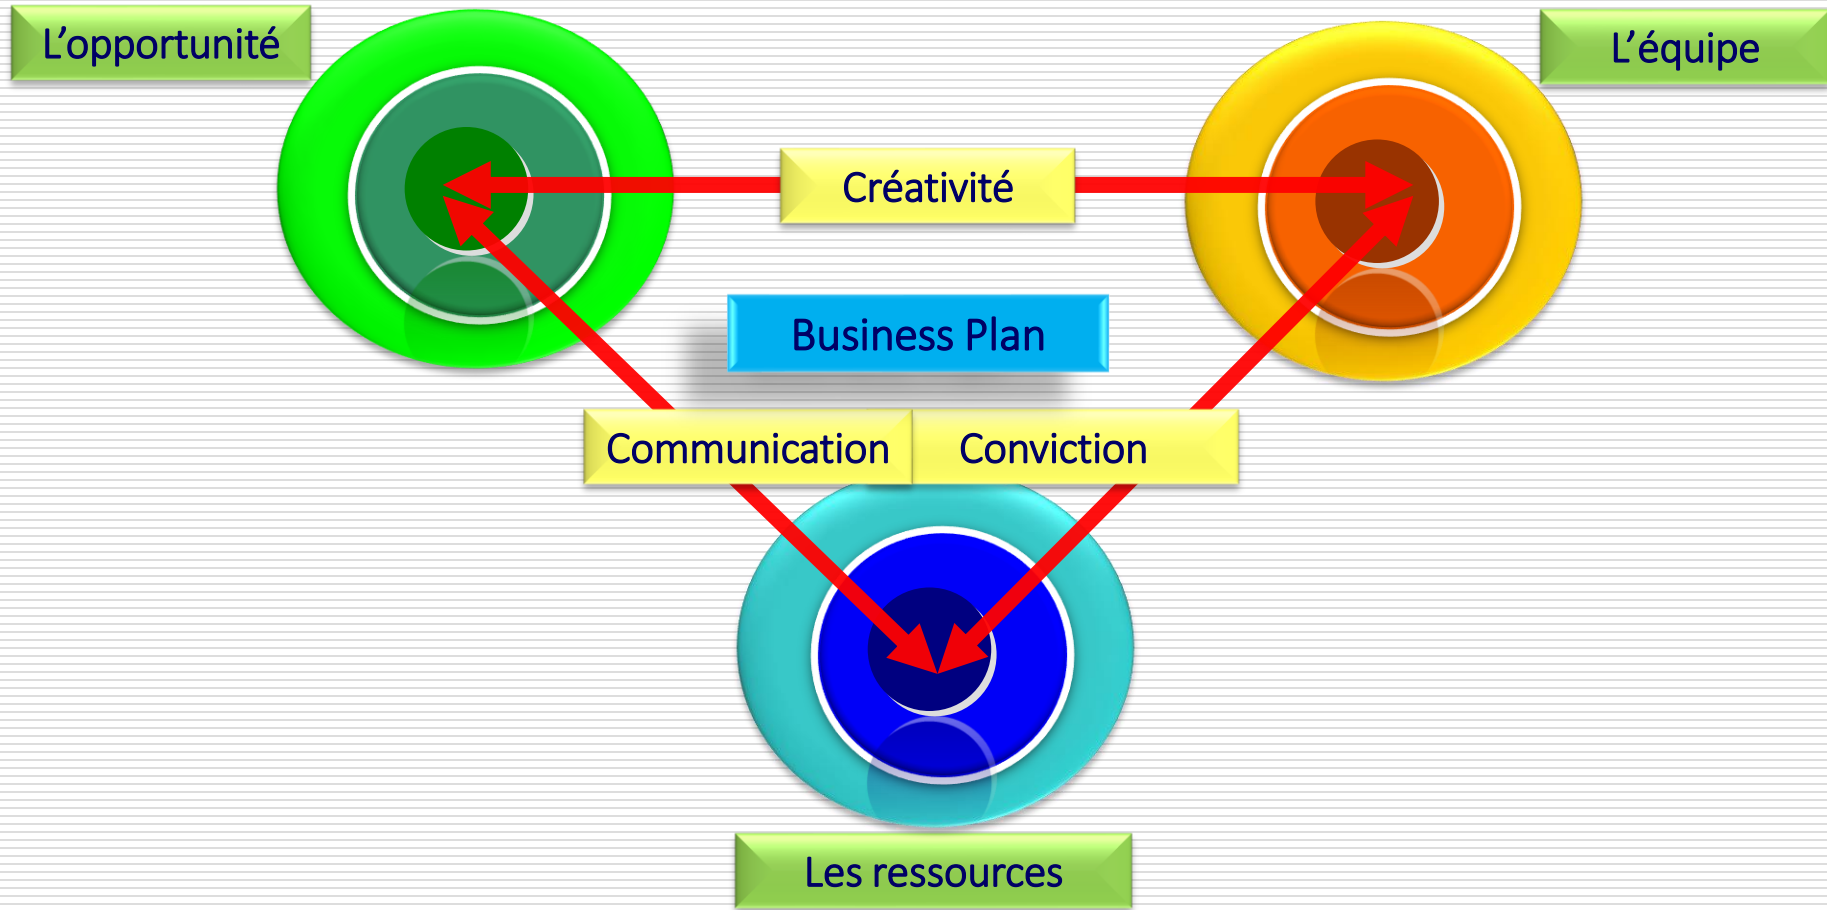 L’opportunité
L’équipe
Créativité
Business Plan
Communication
Conviction
Les ressources